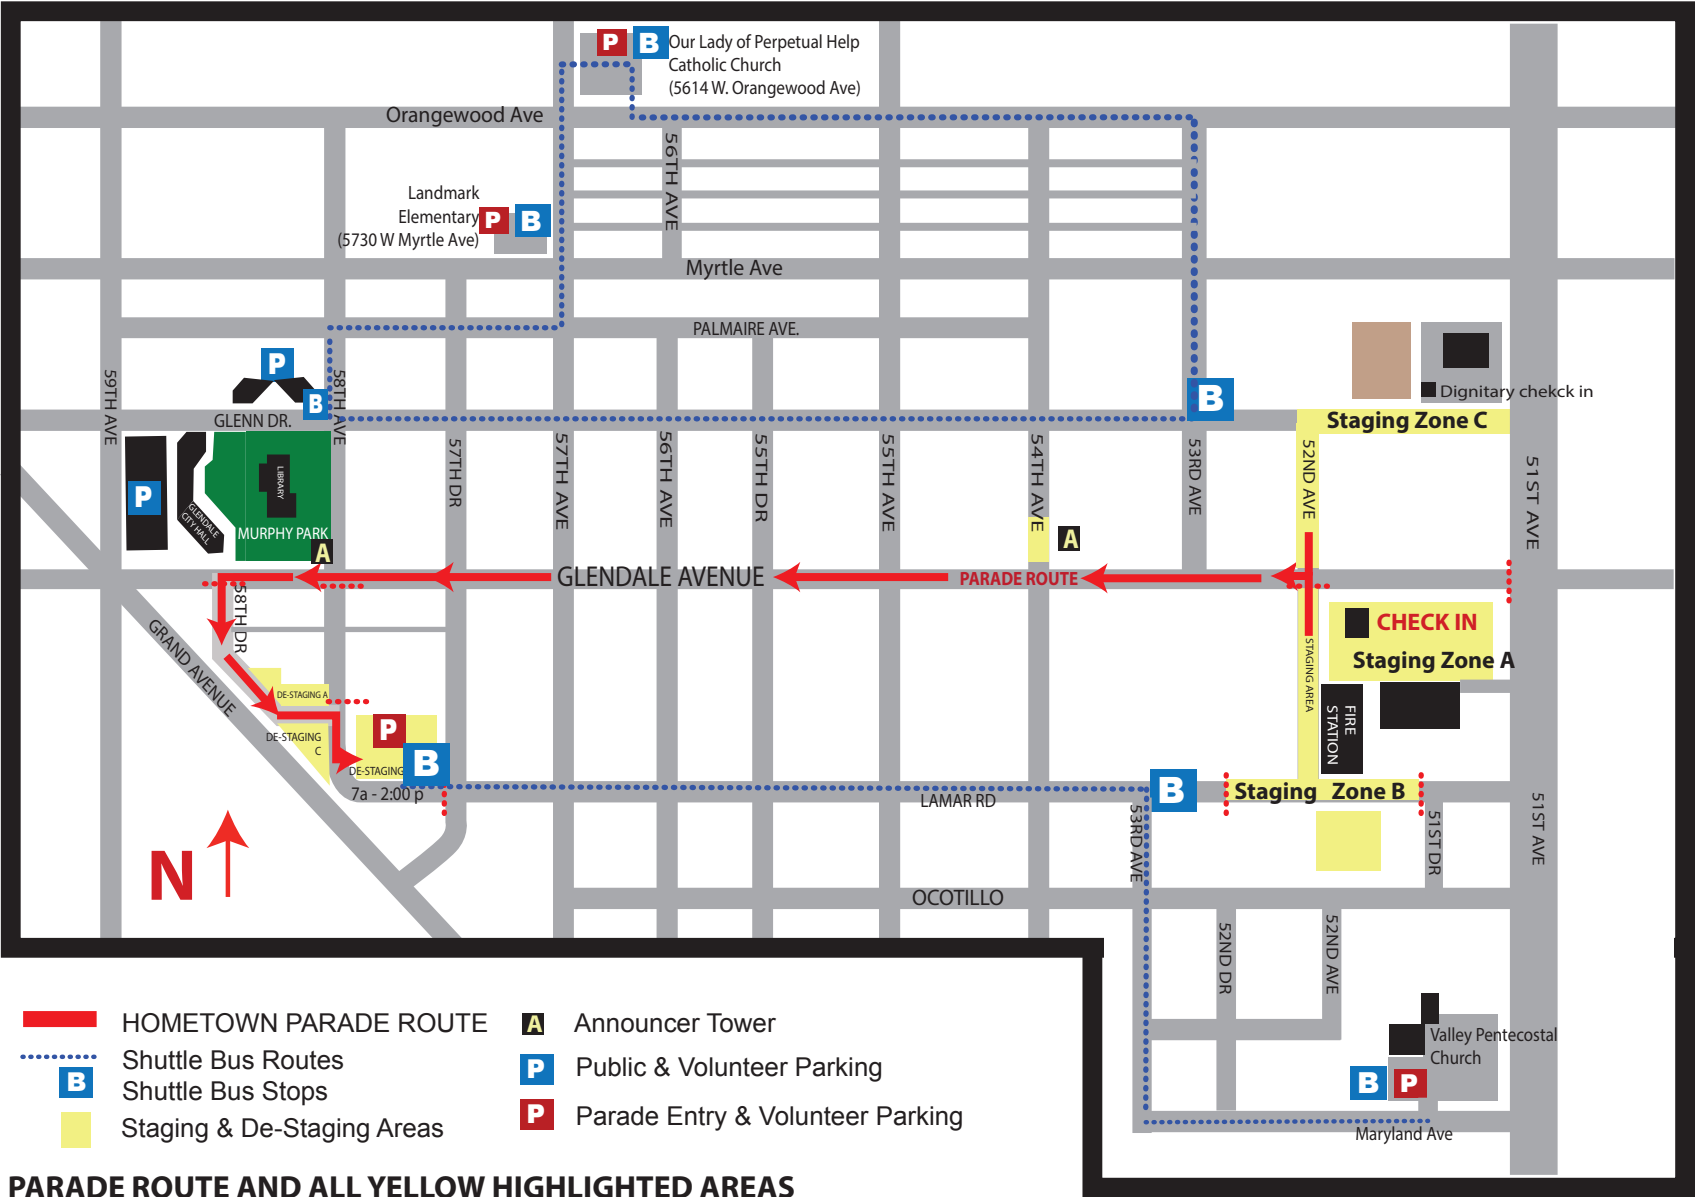 P B Our Lady of Perpetual Help
Catholic Church
(5614 W. Orangewood Ave)
Orangewood Ave
56TH AVE
Landmark
Elementary
(5730 W Myrtle Ave)
P B
Myrtle Ave
PALMAIRE AVE.
P
B
59TH AVE
58TH AVE
GLENN DR.
B
Dignitary chekck in
Staging Zone C
P
GLENDALE
CITY HALL
LIBRARY
MURPHY PARK
A
57TH DR
57TH AVE
56TH AVE
55TH DR
55TH AVE
54TH AVE
A
53RD AVE
52ND AVE
51ST AVE
GLENDALE AVENUE
PARADE ROUTE
58TH DR
GRAND AVENUE
CHECK IN
Staging Zone A
STAGING AREA
FIRE
STATION
DE-STAGING A
DE-STAGING
C
P
B
DE-STAGING
7a - 2:00 p
LAMAR RD
B
Staging Zone B
53RD AVE
51ST DR
51ST AVE
N
OCOTILLO
52ND DR
52ND AVE
Valley Pentecostal
Church
B P
Maryland Ave
HOMETOWN PARADE ROUTE
Shuttle Bus Routes
B Shuttle Bus Stops
Staging & De-Staging Areas
A Announcer Tower
P Public & Volunteer Parking
P Parade Entry & Volunteer Parking
PARADE ROUTE AND ALL YELLOW HIGHLIGHTED AREAS